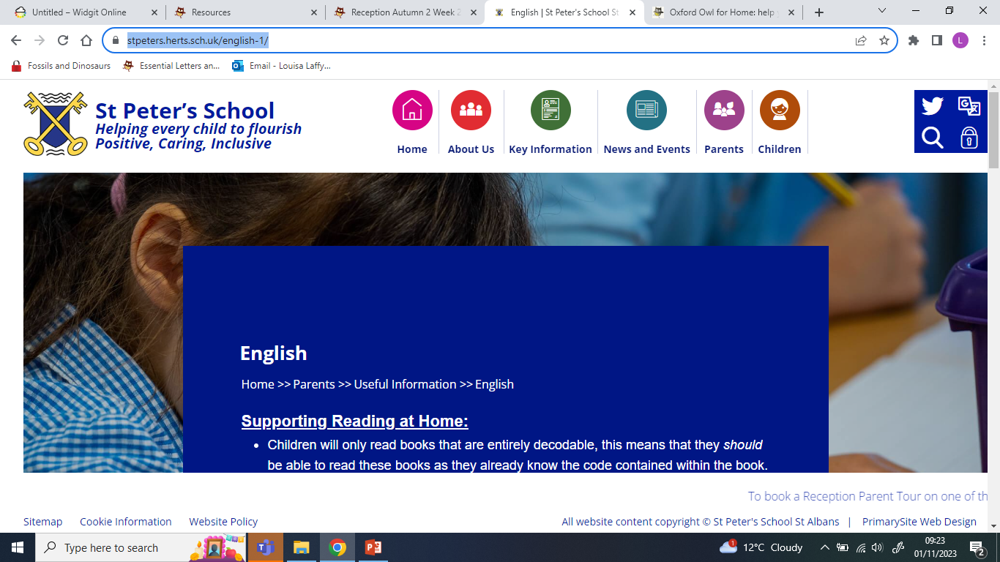 Untitled – Widgit Online
Resources
Reception Autumn 2 Week 2
English | St Peter's School St
Oxford Owl for Home: help
stpeters.herts.sch.uk/english-1/
L
Fossils and Dinosaurs
Essential Letters an...
Email - Louisa Laffy...
St Peter's School
Helping every child to flourish
Positive, Caring, Inclusive
Home
About Us
Key Information
News and Events
Parents
Children
English
Home >> Parents >> Useful Information >> English
Supporting Reading at Home:
• Children will only read books that are entirely decodable, this means that they should
be able to read these books as they already know the code contained within the book.
To book a Reception Parent Tour on one of th
Sitemap
Cookie Information
Website Policy
All website content copyright © St Peter's School St Albans | PrimarySite Web Design
Type here to search
1
12°C Cloudy
09:23
01/11/2023
2